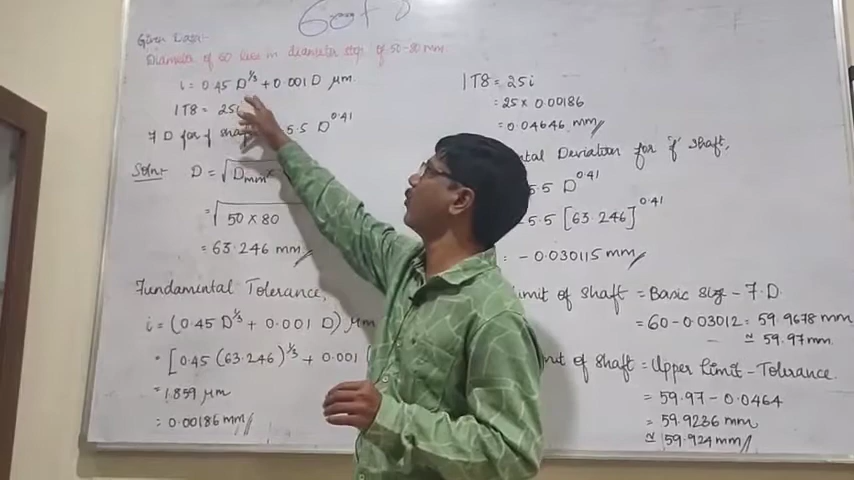 60 f 8
Given Data:-
Diameter of 60 lies in diameter step of 50-80 mm.
i = 0.45 D^1/3 + 0.001 D μm.
IT8 = 25i
F.D for f shaft 5.5 D^0.41
Soln:- D = √Dmm ×
= √50 × 80
= 63.246 mm//
Fundamental Tolerance,
i = (0.45 D^1/3 + 0.001 D) μm
= [0.45 (63.246)^1/3 + 0.001
= 1.859 μm
= 0.00186 mm//
IT8 = 25i
= 25 × 0.00186
= 0.04646 mm//
tal Deviation for 'f' shaft,
5.5 D^0.41
5.5 [63.246]^0.41
- 0.030115 mm//
imit of shaft = Basic Size - F.D
= 60 - 0.03012 = 59.9678 mm
≅ 59.97 mm
mit of Shaft = Upper Limit - Tolerance
= 59.97 - 0.0464
= 59.9236 mm
≅ 59.924 mm//